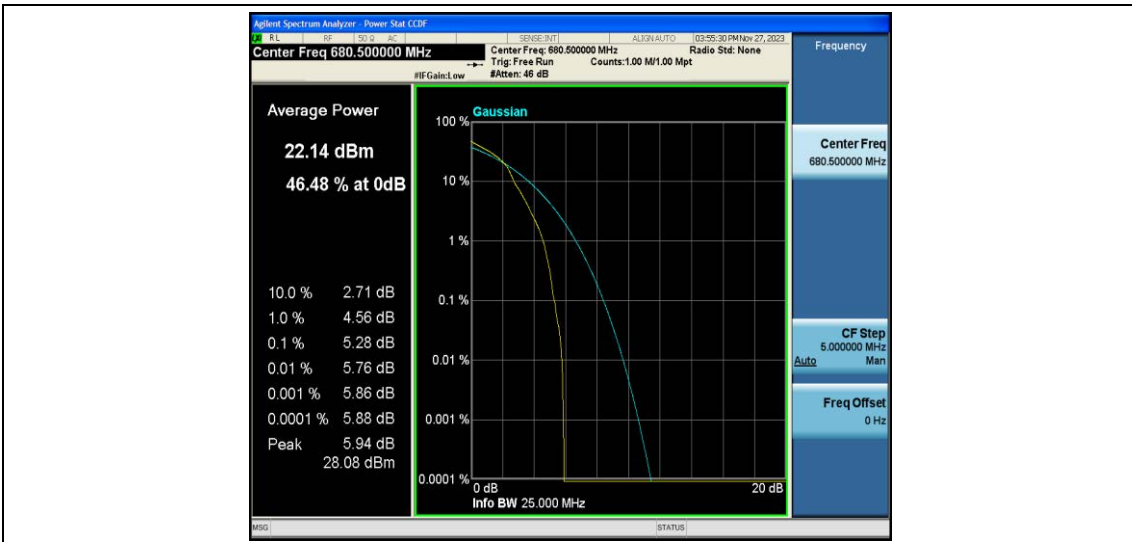 Agilent Spectrum Analyzer - Power Stat CCDF
LXI RL RF 50 Ω AC SENSE:INT ALIGN AUTO 03:55:30 PM Nov 27, 2023
Center Freq 680.500000 MHz
Center Freq: 680.500000 MHz Radio Std: None
Trig: Free Run Counts:1.00 M/1.00 Mpt
#IFGain:Low #Atten: 46 dB
Frequency
Average Power
22.14 dBm
46.48 % at 0dB
10.0 % 2.71 dB
1.0 % 4.56 dB
0.1 % 5.28 dB
0.01 % 5.76 dB
0.001 % 5.86 dB
0.0001 % 5.88 dB
Peak 5.94 dB
28.08 dBm
Gaussian
100 %
10 %
1 %
0.1 %
0.01 %
0.001 %
0.0001 %
0 dB 20 dB
Info BW 25.000 MHz
Center Freq
680.500000 MHz
CF Step
5.000000 MHz
Auto Man
Freq Offset
0 Hz
MSG STATUS